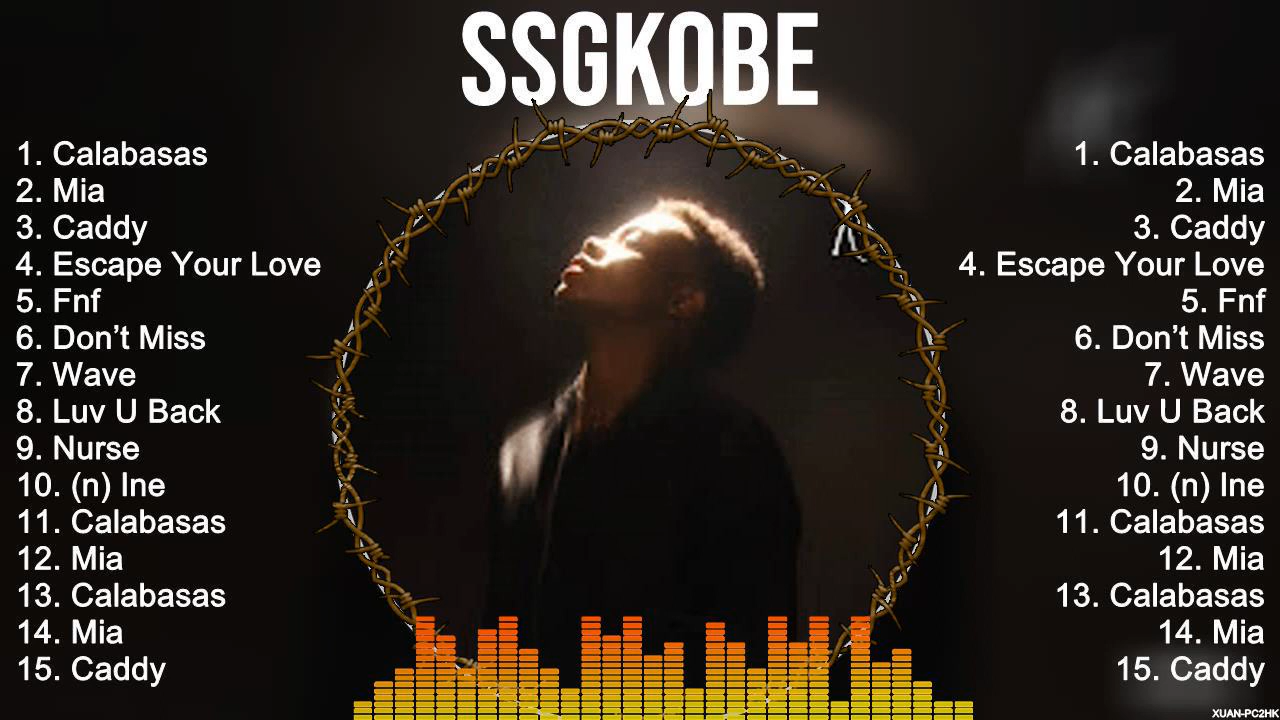 SSGKOBE
1. Calabasas
2. Mia
3. Caddy
4. Escape Your Love
5. Fnf
6. Don’t Miss
7. Wave
8. Luv U Back
9. Nurse
10. (n) Ine
11. Calabasas
12. Mia
13. Calabasas
14. Mia
15. Caddy
1. Calabasas
2. Mia
3. Caddy
4. Escape Your Love
5. Fnf
6. Don’t Miss
7. Wave
8. Luv U Back
9. Nurse
10. (n) Ine
11. Calabasas
12. Mia
13. Calabasas
14. Mia
15. Caddy
XUAN-PC2HK